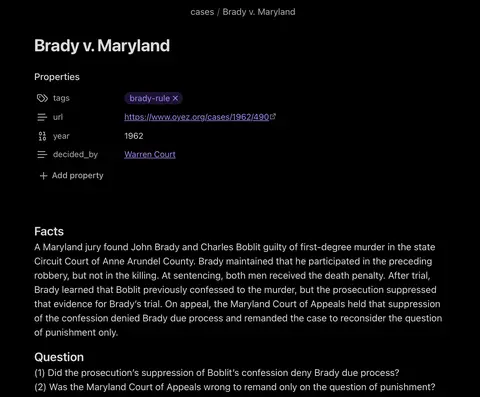 cases / Brady v. Maryland
Brady v. Maryland
Properties
tags brady-rule ×
url https://www.oyez.org/cases/1962/490
year 1962
decided_by Warren Court
+ Add property
Facts
A Maryland jury found John Brady and Charles Boblit guilty of first-degree murder in the state
Circuit Court of Anne Arundel County. Brady maintained that he participated in the preceding
robbery, but not in the killing. At sentencing, both men received the death penalty. After trial,
Brady learned that Boblit previously confessed to the murder, but the prosecution suppressed
that evidence for Brady’s trial. On appeal, the Maryland Court of Appeals held that suppression
of the confession denied Brady due process and remanded the case to reconsider the question
of punishment only.
Question
(1) Did the prosecution’s suppression of Boblit’s confession deny Brady due process?
(2) Was the Maryland Court of Appeals wrong to remand only on the question of punishment?